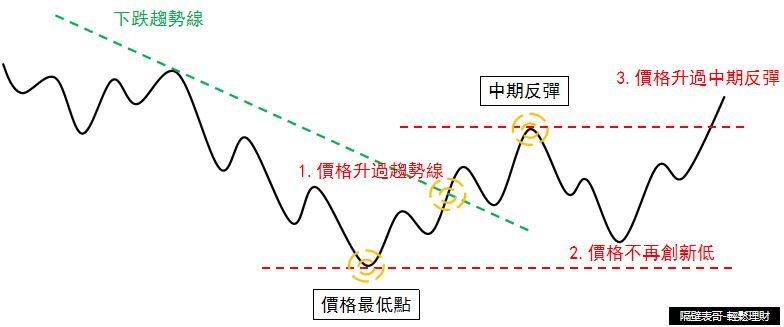 下跌趨勢線
中期反彈
3.價格升過中期反彈
1.價格升過趨勢線
2.價格不再創新低
價格最低點
隔壁表哥-輕鬆理財